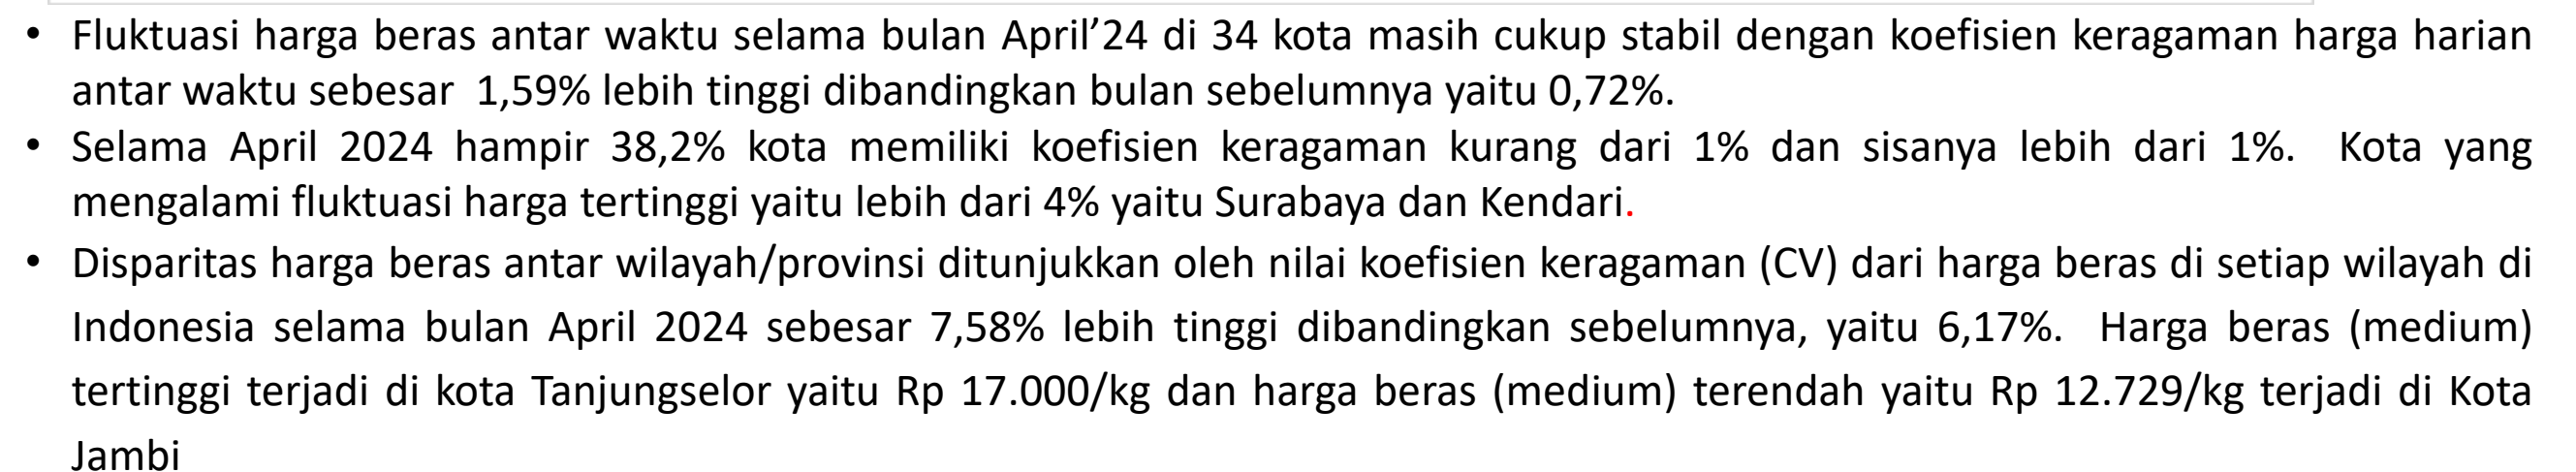 • Fluktuasi harga beras antar waktu selama bulan April’24 di 34 kota masih cukup stabil dengan koefisien keragaman harga harian
antar waktu sebesar  1,59% lebih tinggi dibandingkan bulan sebelumnya yaitu 0,72%.
• Selama April 2024 hampir 38,2% kota memiliki koefisien keragaman kurang dari 1% dan sisanya lebih dari 1%.  Kota yang
mengalami fluktuasi harga tertinggi yaitu lebih dari 4% yaitu Surabaya dan Kendari.
• Disparitas harga beras antar wilayah/provinsi ditunjukkan oleh nilai koefisien keragaman (CV) dari harga beras di setiap wilayah di
Indonesia selama bulan April 2024 sebesar 7,58% lebih tinggi dibandingkan sebelumnya, yaitu 6,17%.  Harga beras (medium)
tertinggi terjadi di kota Tanjungselor yaitu Rp 17.000/kg dan harga beras (medium) terendah yaitu Rp 12.729/kg terjadi di Kota
Jambi